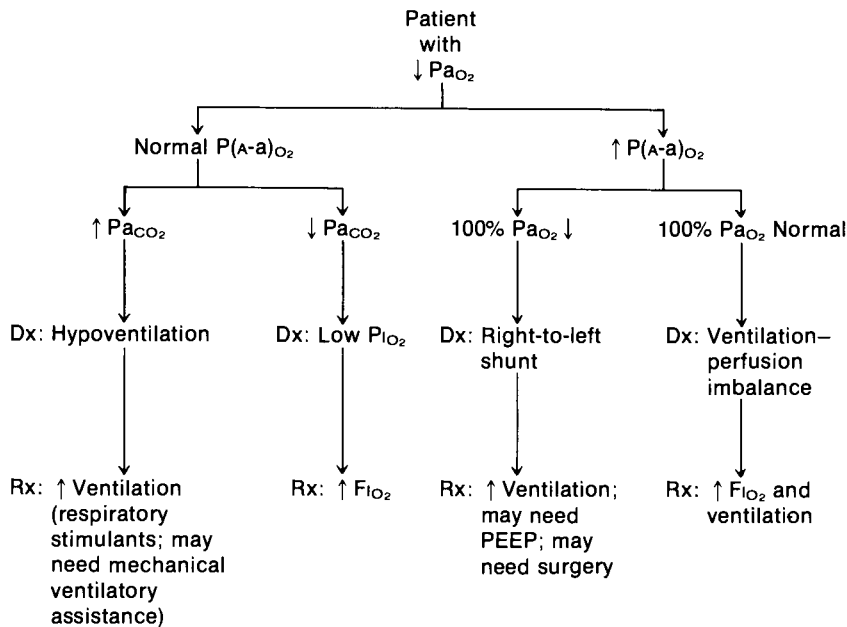 Patient
with
↓ PaO₂
Normal P(A-a)O₂
↑ P(A-a)O₂
↑ PaCO₂
↓ PaCO₂
100% PaO₂ ↓
100% PaO₂ Normal
Dx: Hypoventilation
Dx: Low PIO₂
Dx: Right-to-left
shunt
Dx: Ventilation–
perfusion
imbalance
Rx: ↑ Ventilation
(respiratory
stimulants; may
need mechanical
ventilatory
assistance)
Rx: ↑ FIO₂
Rx: ↑ Ventilation;
may need
PEEP; may
need surgery
Rx: ↑ FIO₂ and
ventilation